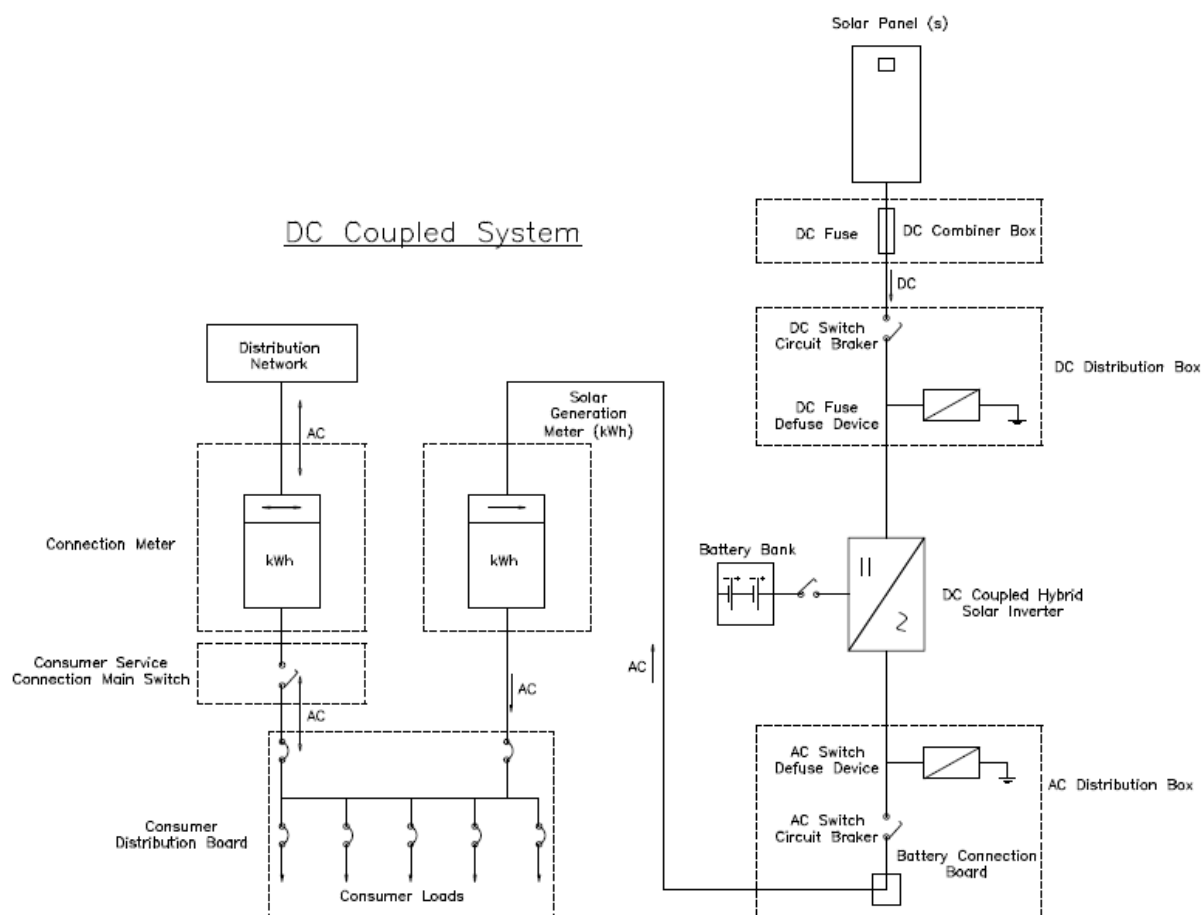 Solar Panel (s)
DC Fuse
DC Combiner Box
DC Coupled System
DC
DC Switch
Circuit Braker
DC Distribution Box
DC Fuse
Defuse Device
Distribution
Network
AC
Solar
Generation
Meter (kWh)
Connection Meter
kWh
kWh
Battery Bank
DC Coupled Hybrid
Solar Inverter
Consumer Service
Connection Main Switch
AC
AC
AC
AC Switch
Defuse Device
AC Distribution Box
AC Switch
Circuit Braker
Battery Connection
Board
Consumer
Distribution Board
Consumer Loads